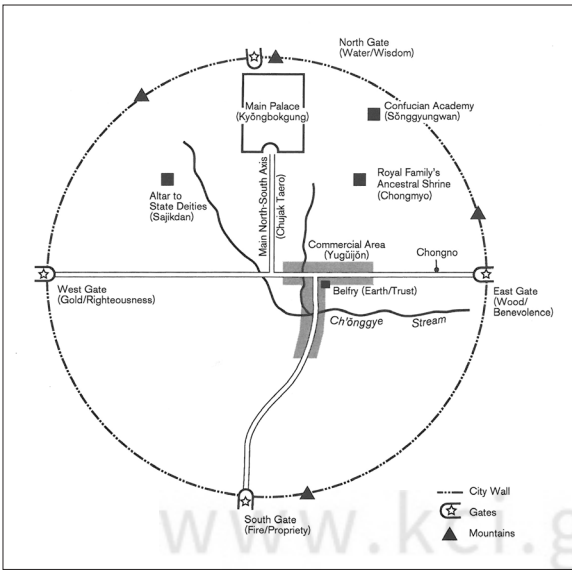 North Gate
(Water/Wisdom)
Main Palace
(Kyŏngbokgung)
Confucian Academy
(Sŏnggyungwan)
Royal Family's
Ancestral Shrine
(Chongmyo)
Altar to
State Deities
(Sajikdan)
Main North-South Axis
(Chujak Taero)
Commercial Area
(Yugŭijŏn)
Chongno
West Gate
(Gold/Righteousness)
Belfry (Earth/Trust)
East Gate
(Wood/
Benevolence)
Ch'ŏnggye Stream
South Gate
(Fire/Propriety)
City Wall
Gates
Mountains
www.kci.g